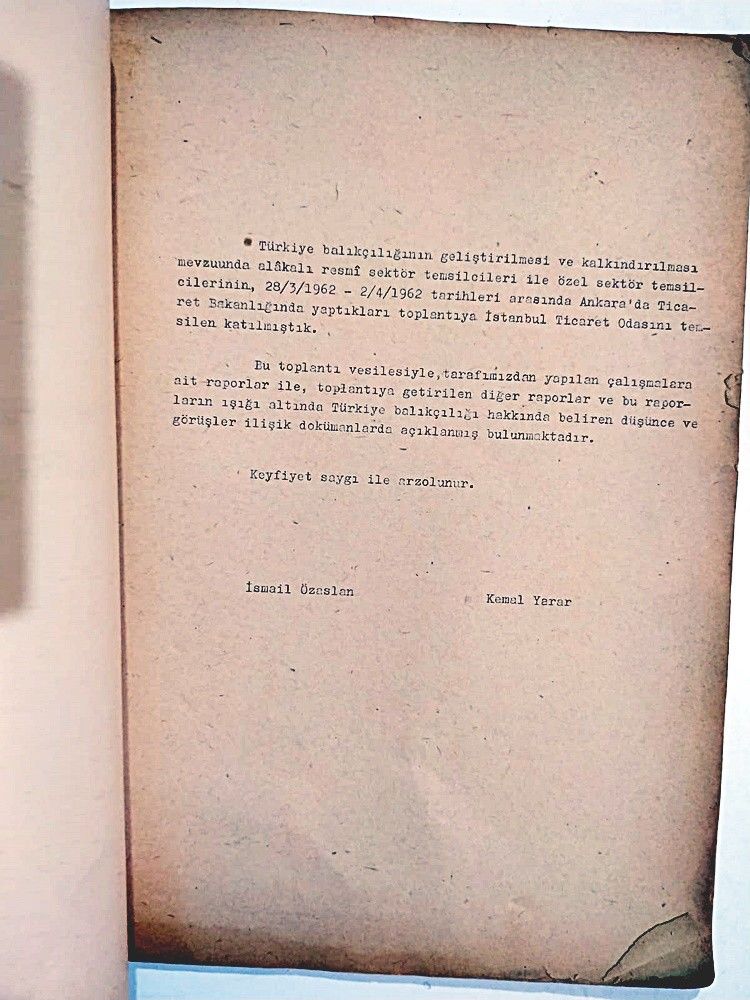 Türkiye balıkçılığının geliştirilmesi ve kalkındırılması
mevzuunda alâkalı resmî sektör temsilcileri ile özel sektör temsil-
cilerinin, 28/3/1962 - 2/4/1962 tarihleri arasında Ankara'da Tica-
ret Bakanlığında yaptıkları toplantıya İstanbul Ticaret Odasını tem-
silen katılmıştık.
Bu toplantı vesilesiyle, tarafımızdan yapılan çalışmalara
ait raporlar ile, toplantıya getirilen diğer raporlar ve bu rapor-
ların ışığı altında Türkiye balıkçılığı hakkında beliren düşünce ve
görüşler ilişik dokümanlarda açıklanmış bulunmaktadır.
Keyfiyet saygı ile arzolunur.
İsmail Özaslan
Kemal Yarar